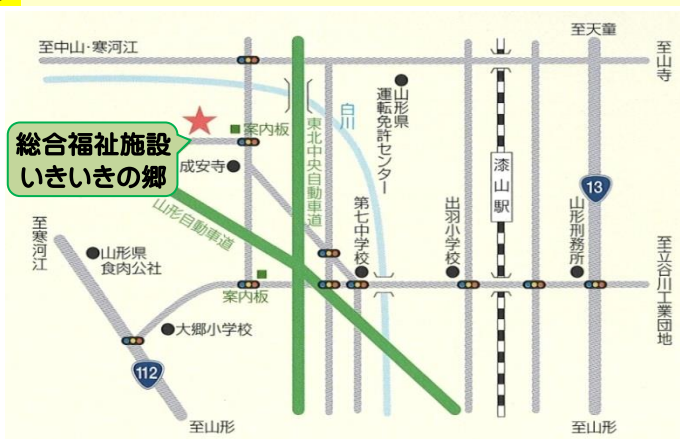 至天童
至中山・寒河江
至山寺
白川
山形県
運転免許センター
案内板
東北中央自動車道
総合福祉施設
いきいきの郷
成安寺
漆山駅
13
山形自動車道
第七中学校
出羽小学校
山形刑務所
至寒河江
山形県
食肉公社
至立谷川工業団地
案内板
大郷小学校
112
至山形
至山形